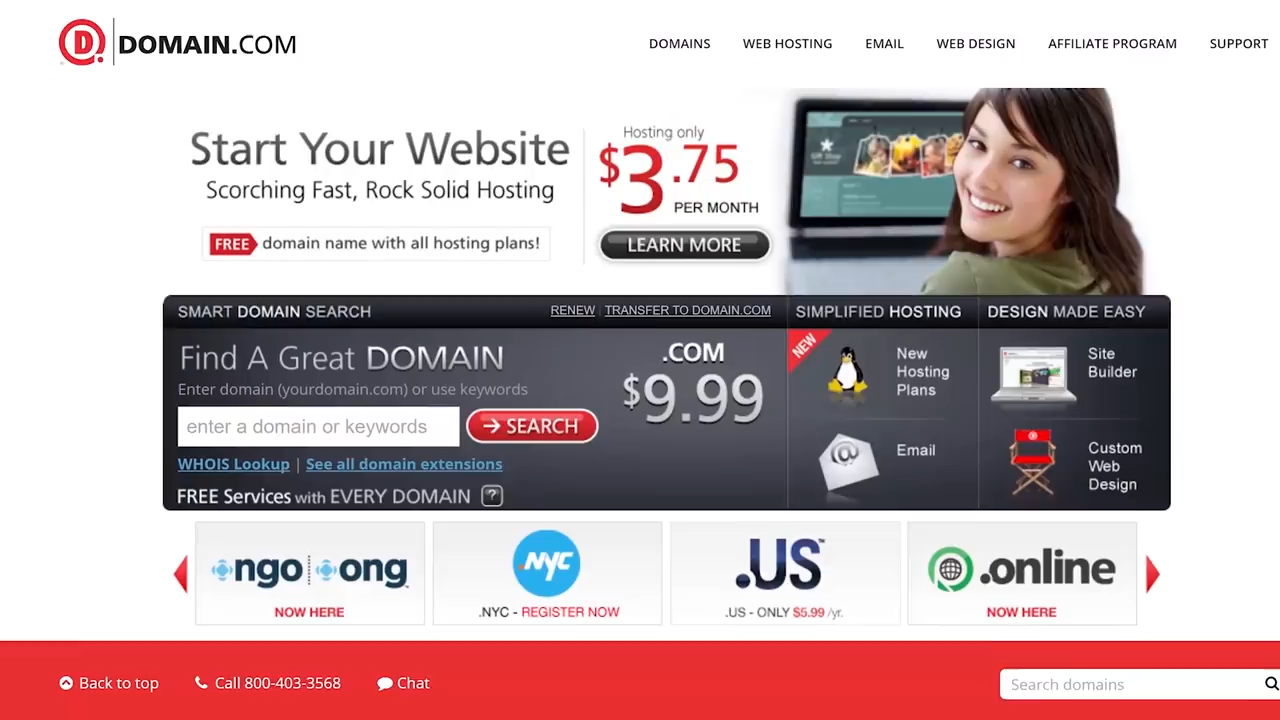 DOMAIN.COM
DOMAINS WEB HOSTING EMAIL WEB DESIGN AFFILIATE PROGRAM SUPPORT
Start Your Website
Scorching Fast, Rock Solid Hosting
FREE domain name with all hosting plans!
Hosting only
$3.75
PER MONTH
LEARN MORE
SMART DOMAIN SEARCH
RENEW | TRANSFER TO DOMAIN.COM
Find A Great DOMAIN
Enter domain (yourdomain.com) or use keywords
enter a domain or keywords
SEARCH
WHOIS Lookup | See all domain extensions
FREE Services with EVERY DOMAIN ?
.COM
$9.99
SIMPLIFIED HOSTING
NEW
New
Hosting
Plans
Email
DESIGN MADE EASY
Site
Builder
Custom
Web
Design
.ngo .ong
NOW HERE
.NYC
.NYC - REGISTER NOW
.US
.US - ONLY $5.99 /yr.
.online
NOW HERE
Back to top
Call 800-403-3568
Chat
Search domains